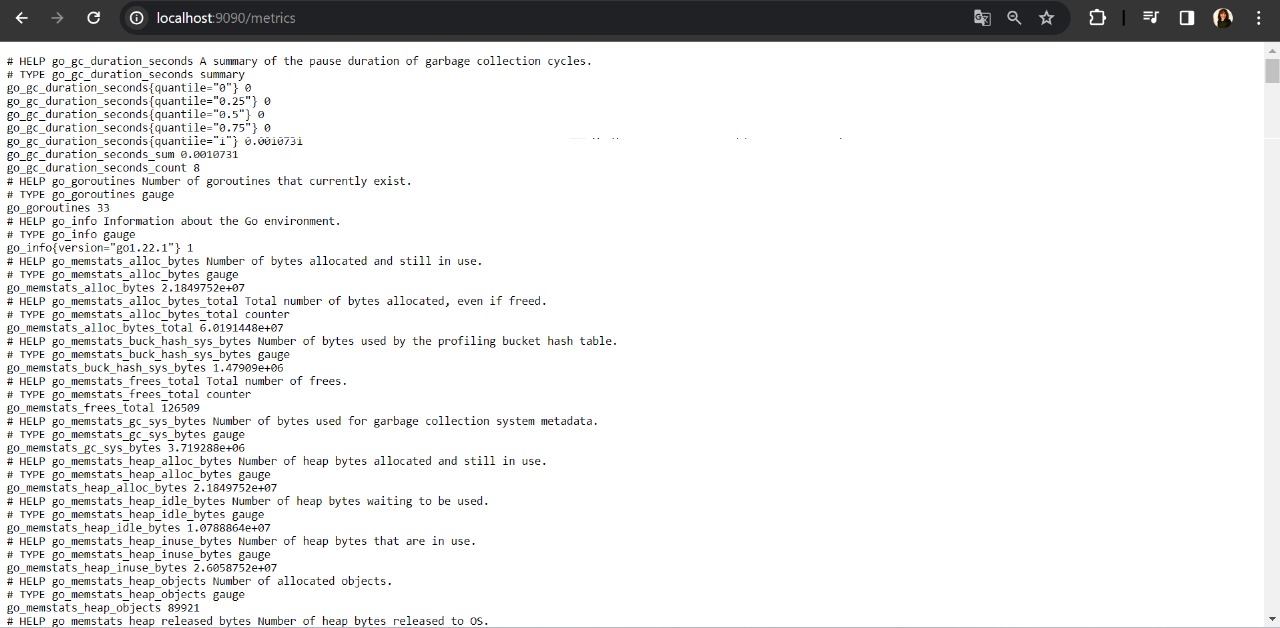 localhost:9090/metrics
# HELP go_gc_duration_seconds A summary of the pause duration of garbage collection cycles.
# TYPE go_gc_duration_seconds summary
go_gc_duration_seconds{quantile="0"} 0
go_gc_duration_seconds{quantile="0.25"} 0
go_gc_duration_seconds{quantile="0.5"} 0
go_gc_duration_seconds{quantile="0.75"} 0
go_gc_duration_seconds{quantile="1"} 0.0010731
go_gc_duration_seconds_sum 0.0010731
go_gc_duration_seconds_count 8
# HELP go_goroutines Number of goroutines that currently exist.
# TYPE go_goroutines gauge
go_goroutines 33
# HELP go_info Information about the Go environment.
# TYPE go_info gauge
go_info{version="go1.22.1"} 1
# HELP go_memstats_alloc_bytes Number of bytes allocated and still in use.
# TYPE go_memstats_alloc_bytes gauge
go_memstats_alloc_bytes 2.1849752e+07
# HELP go_memstats_alloc_bytes_total Total number of bytes allocated, even if freed.
# TYPE go_memstats_alloc_bytes_total counter
go_memstats_alloc_bytes_total 6.0191448e+07
# HELP go_memstats_buck_hash_sys_bytes Number of bytes used by the profiling bucket hash table.
# TYPE go_memstats_buck_hash_sys_bytes gauge
go_memstats_buck_hash_sys_bytes 1.47909e+06
# HELP go_memstats_frees_total Total number of frees.
# TYPE go_memstats_frees_total counter
go_memstats_frees_total 126509
# HELP go_memstats_gc_sys_bytes Number of bytes used for garbage collection system metadata.
# TYPE go_memstats_gc_sys_bytes gauge
go_memstats_gc_sys_bytes 3.719288e+06
# HELP go_memstats_heap_alloc_bytes Number of heap bytes allocated and still in use.
# TYPE go_memstats_heap_alloc_bytes gauge
go_memstats_heap_alloc_bytes 2.1849752e+07
# HELP go_memstats_heap_idle_bytes Number of heap bytes waiting to be used.
# TYPE go_memstats_heap_idle_bytes gauge
go_memstats_heap_idle_bytes 1.0788864e+07
# HELP go_memstats_heap_inuse_bytes Number of heap bytes that are in use.
# TYPE go_memstats_heap_inuse_bytes gauge
go_memstats_heap_inuse_bytes 2.6058752e+07
# HELP go_memstats_heap_objects Number of allocated objects.
# TYPE go_memstats_heap_objects gauge
go_memstats_heap_objects 89921
# HELP go_memstats_heap_released_bytes Number of heap bytes released to OS.